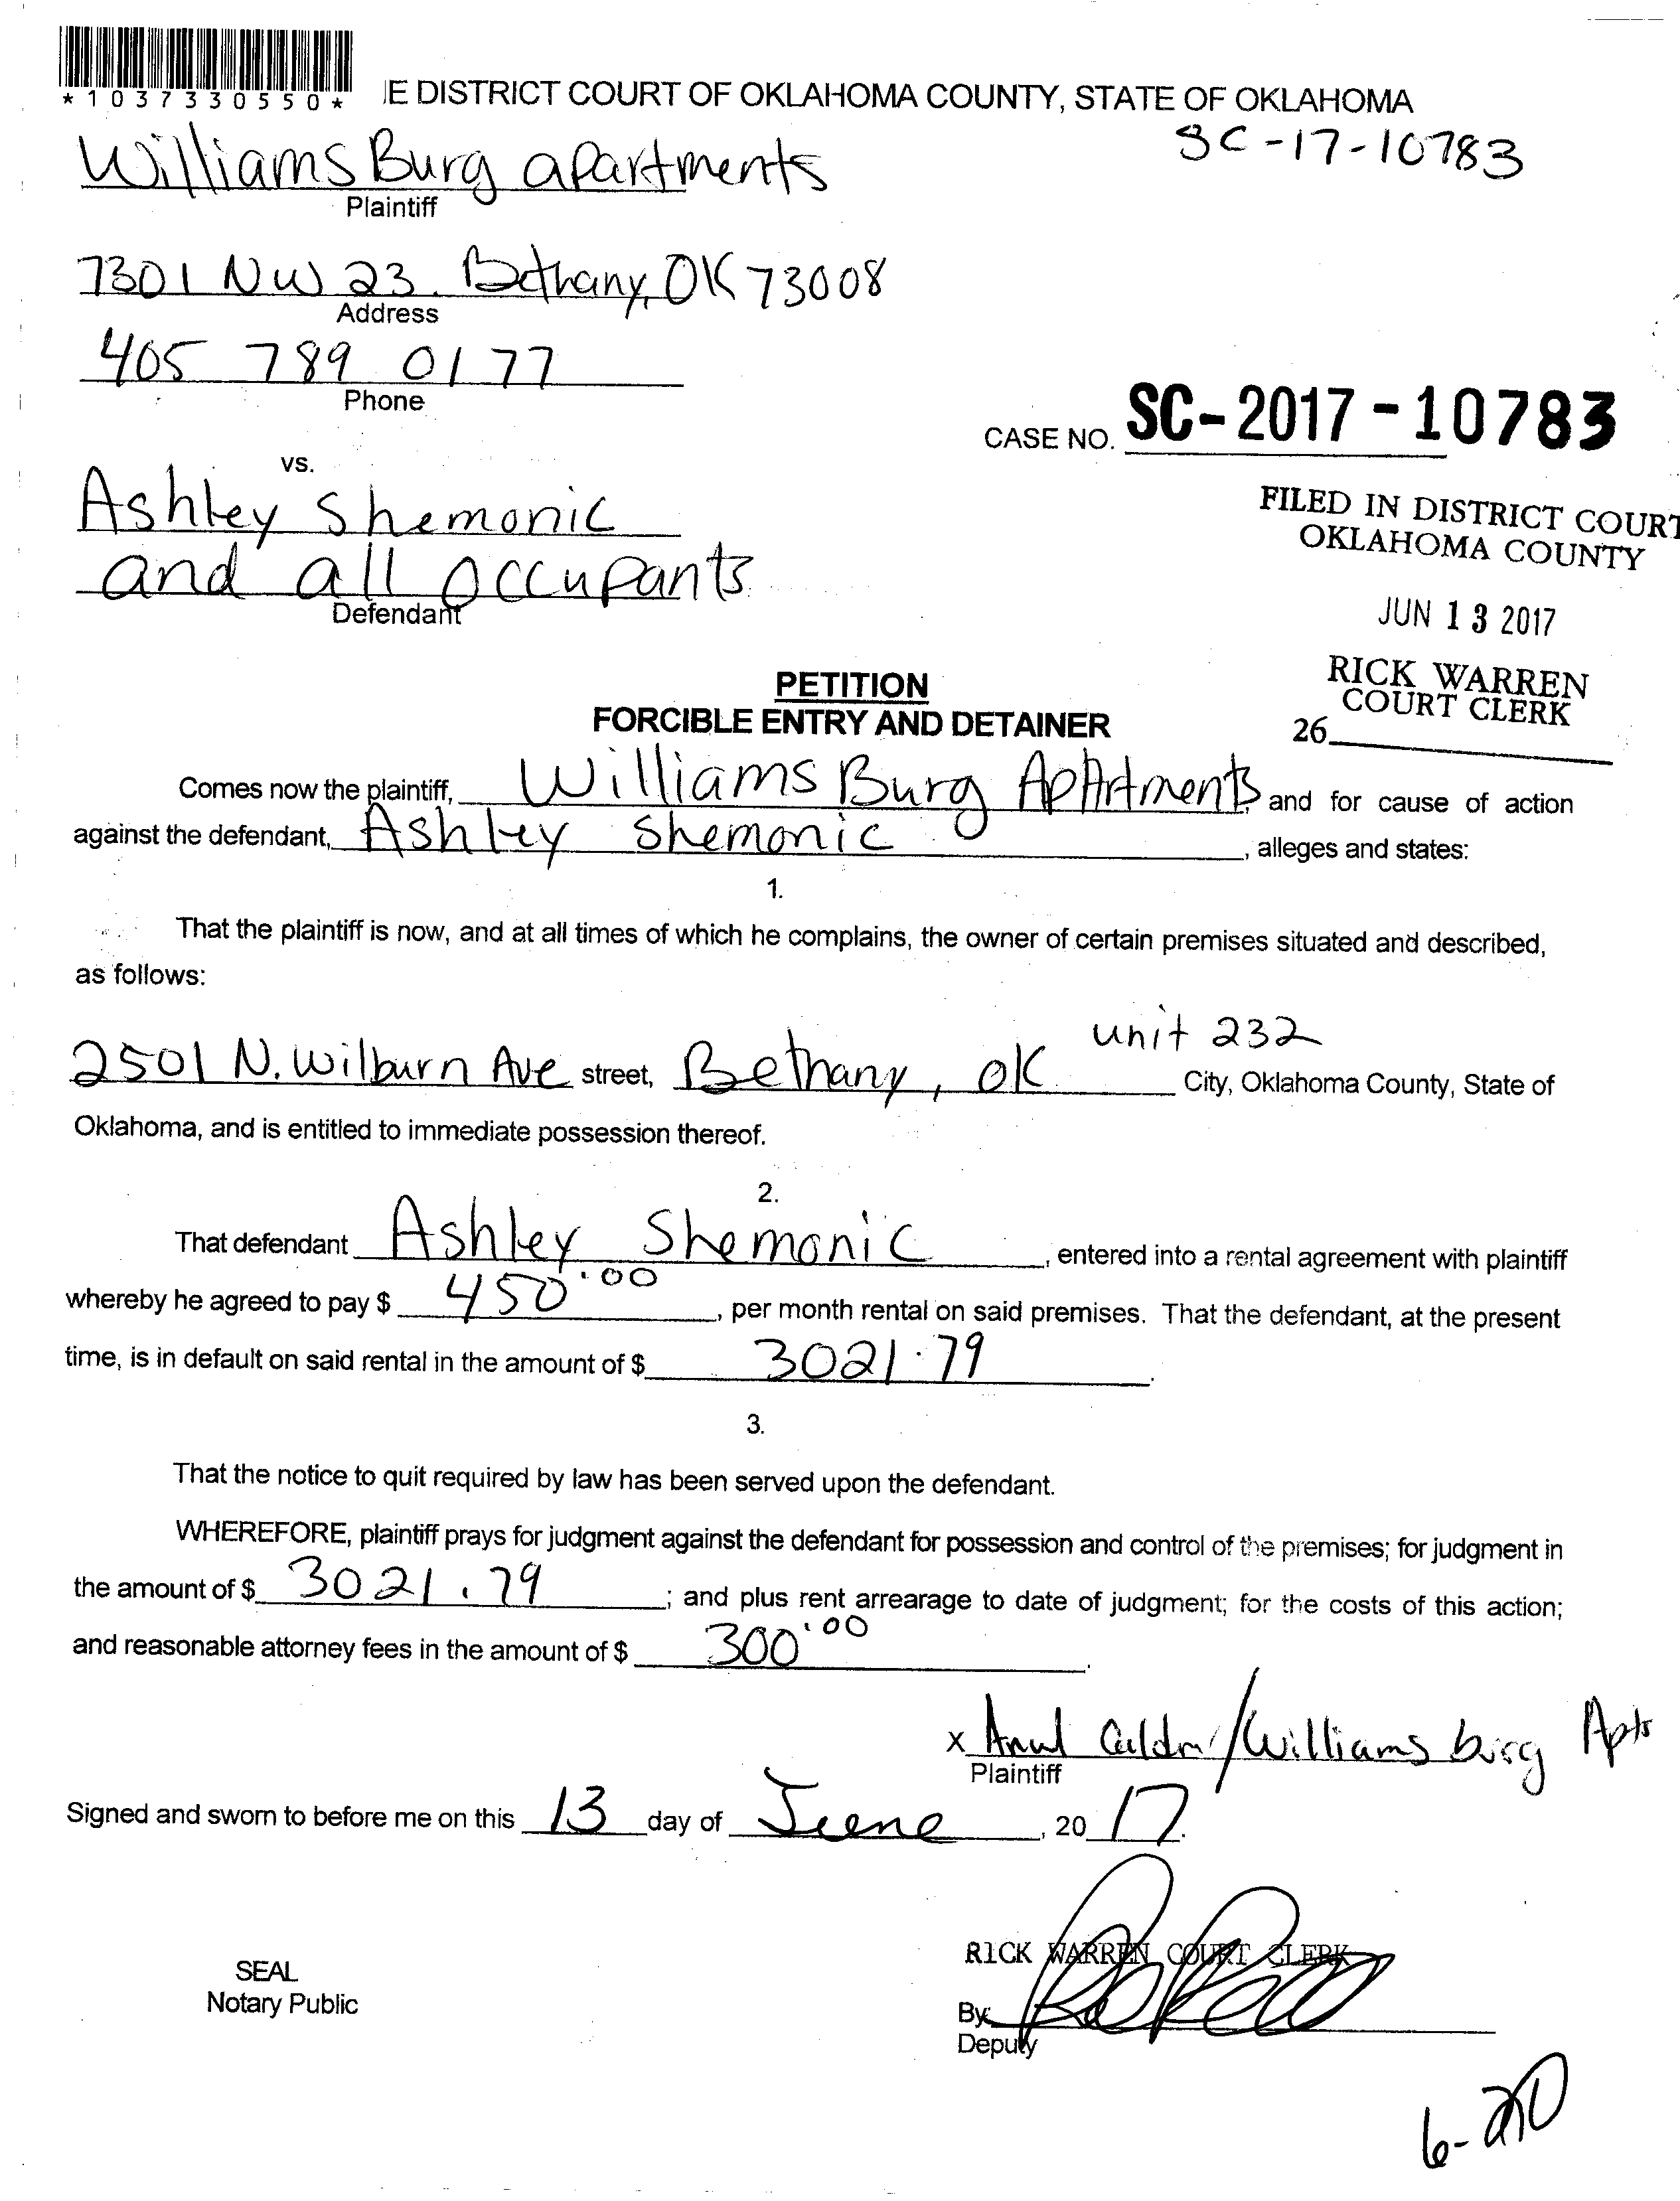 *1037330550*
E DISTRICT COURT OF OKLAHOMA COUNTY, STATE OF OKLAHOMA
SC-17-10783
Williams Burg apartments
Plaintiff
7301 NW 23. Bethany, OK 73008
Address
405 789 0177
Phone
CASE NO. SC-2017-10783
vs.
Ashley Shemonic
and all occupants
Defendant
FILED IN DISTRICT COURT
OKLAHOMA COUNTY
JUN 13 2017
RICK WARREN
COURT CLERK
26
PETITION
FORCIBLE ENTRY AND DETAINER
Comes now the plaintiff, Williams Burg Apartments, and for cause of action
against the defendant, Ashley Shemonic, alleges and states:
1.
That the plaintiff is now, and at all times of which he complains, the owner of certain premises situated and described,
as follows:
unit 232
2501 N. Wilburn Ave street, Bethany, OK City, Oklahoma County, State of
Oklahoma, and is entitled to immediate possession thereof.
2.
That defendant Ashley Shemonic, entered into a rental agreement with plaintiff
whereby he agreed to pay $ 450.00, per month rental on said premises. That the defendant, at the present
time, is in default on said rental in the amount of $ 3021.79.
3.
That the notice to quit required by law has been served upon the defendant.
WHEREFORE, plaintiff prays for judgment against the defendant for possession and control of the premises; for judgment in
the amount of $ 3021.79; and plus rent arrearage to date of judgment; for the costs of this action;
and reasonable attorney fees in the amount of $ 300.00.
x /Williams burg Apts
Plaintiff
Signed and sworn to before me on this 13 day of June, 2017.
RICK WARREN COURT CLERK
SEAL
Notary Public
By:
Deputy
6-20